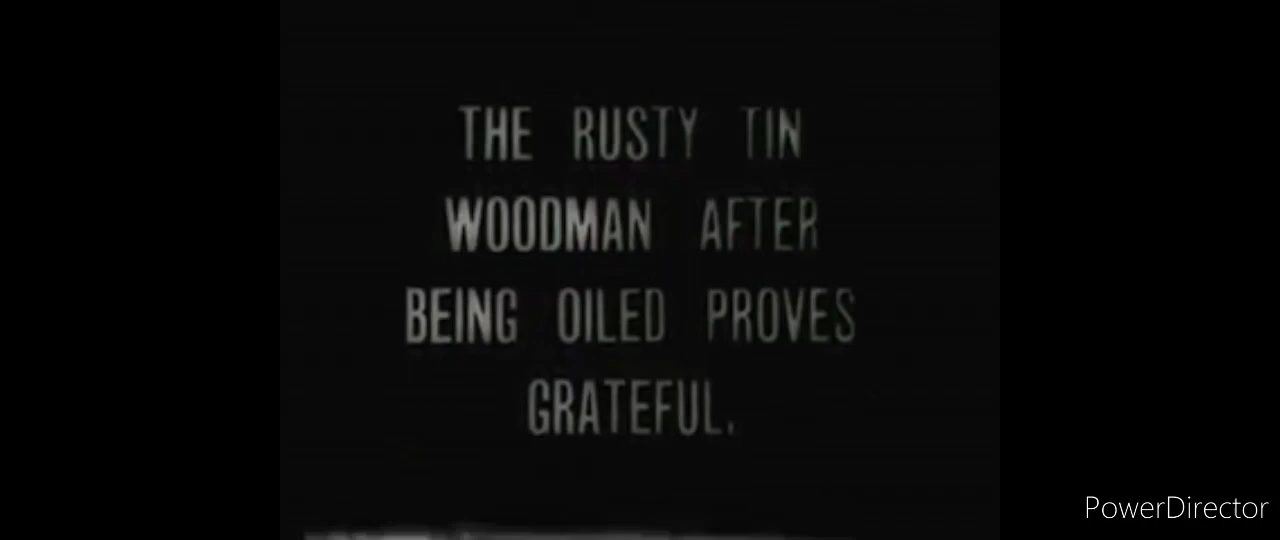 THE RUSTY TIN
WOODMAN AFTER
BEING OILED PROVES
GRATEFUL.
PowerDirector